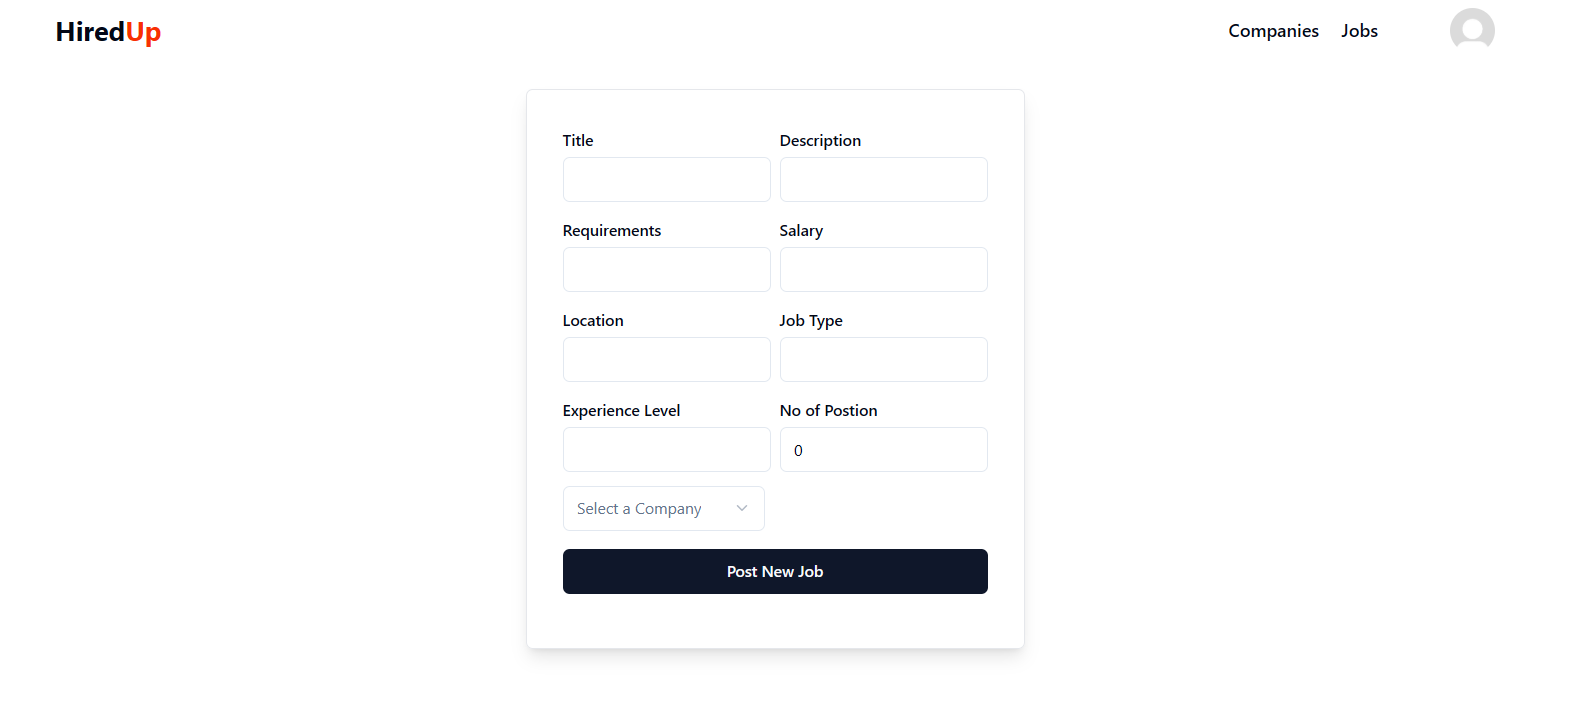 HiredUp
Companies Jobs
Title Description
Requirements Salary
Location Job Type
Experience Level No of Postion
0
Select a Company
Post New Job